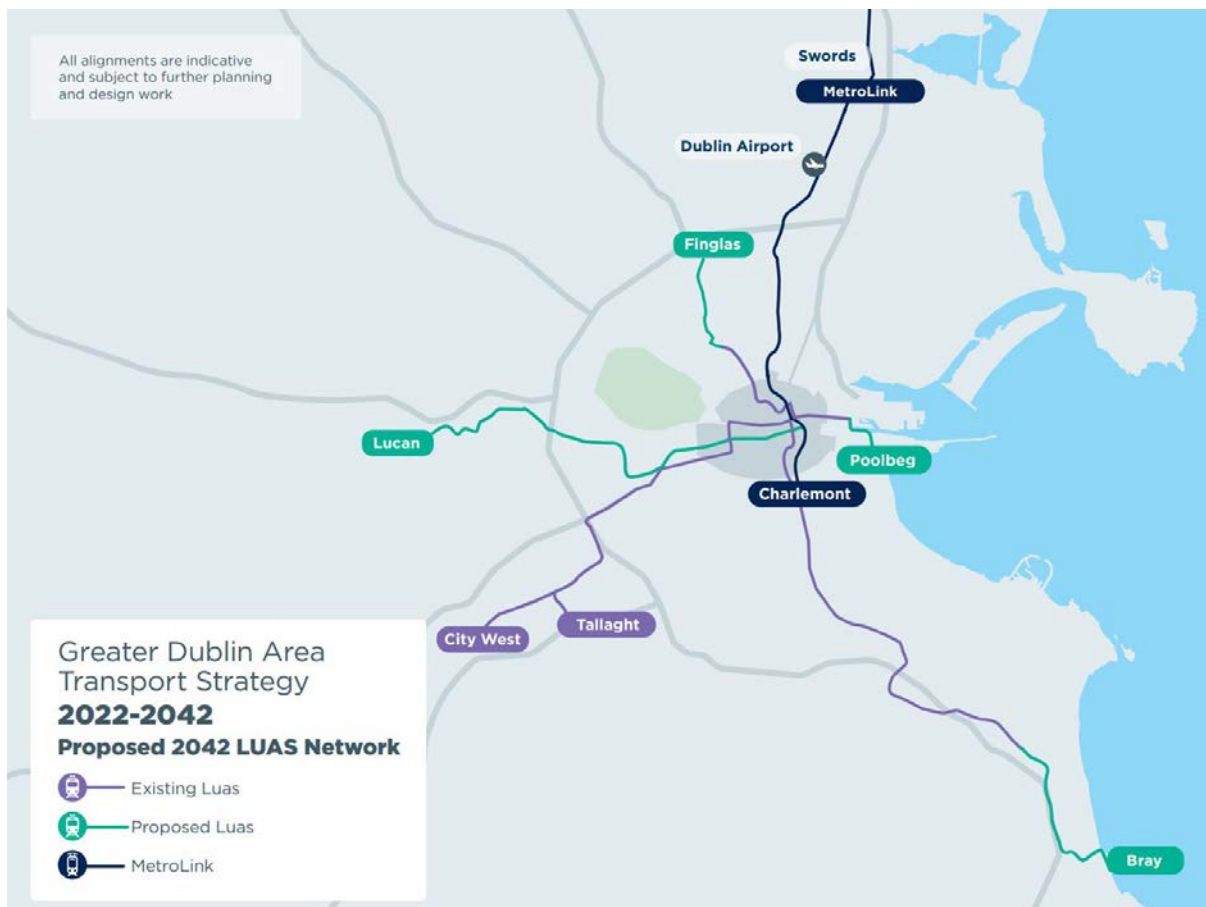 All alignments are indicative
and subject to further planning
and design work
Swords
MetroLink
Dublin Airport
Finglas
Lucan
Poolbeg
Charlemont
City West
Tallaght
Bray
Greater Dublin Area
Transport Strategy
2022-2042
Proposed 2042 LUAS Network
Existing Luas
Proposed Luas
MetroLink